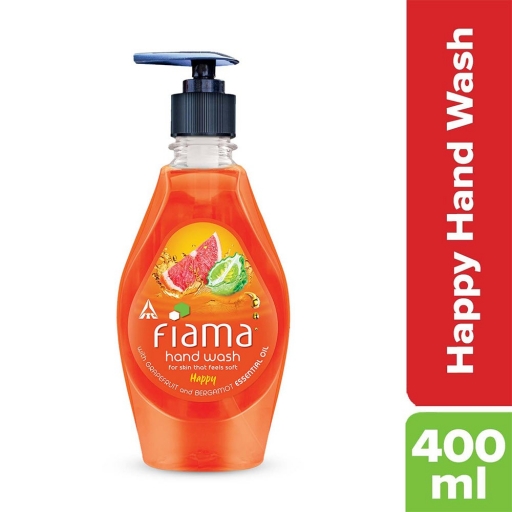 ITC
Fiama
hand wash
for skin that feels soft
Happy
with GRAPEFRUIT and BERGAMOT ESSENTIAL OIL
Happy Hand Wash
400
ml